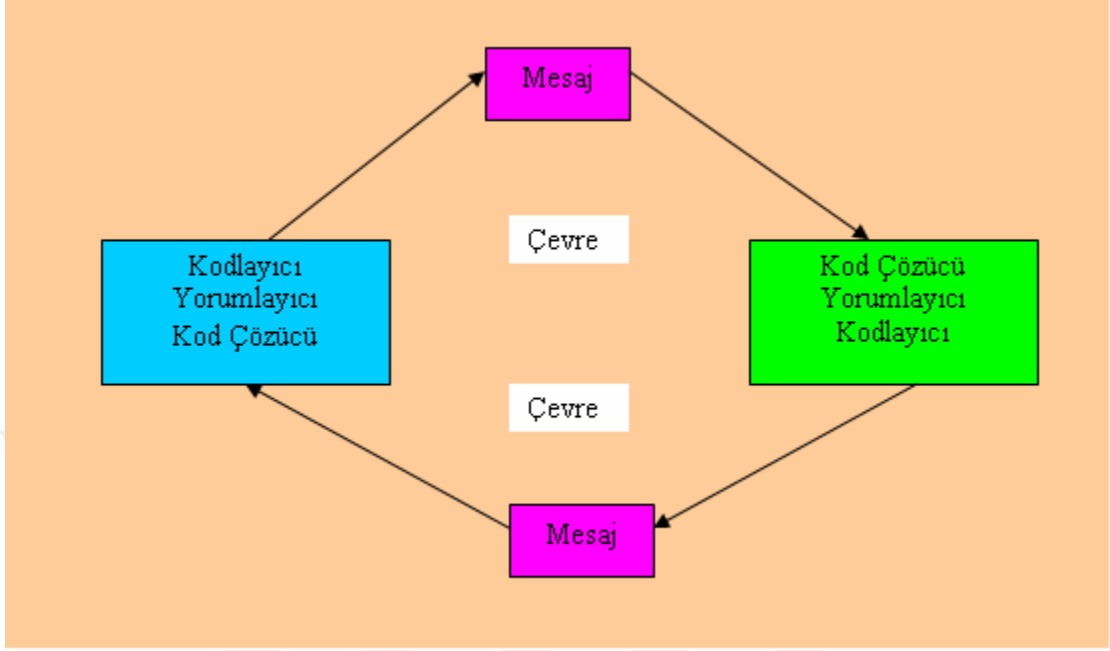 Mesaj
Çevre
Kodlayıcı
Yorumlayıcı
Kod Çözücü
Kod Çözücü
Yorumlayıcı
Kodlayıcı
Çevre
Mesaj